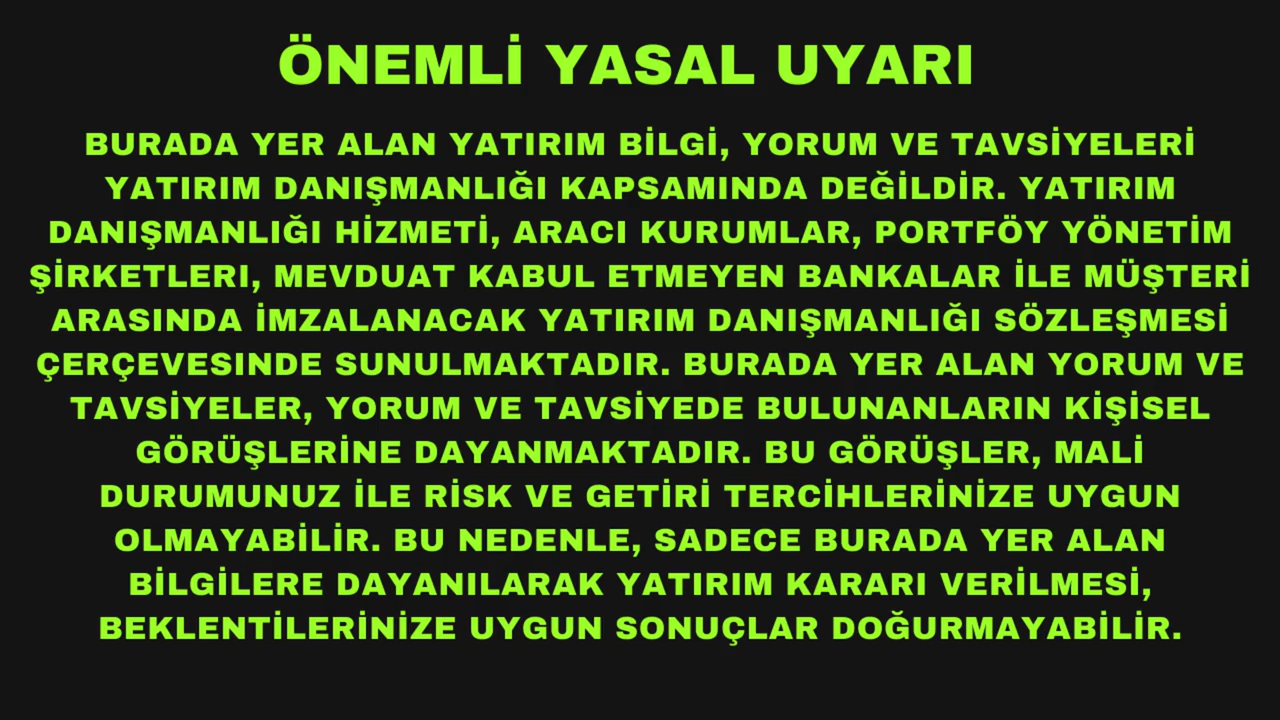 ÖNEMLİ YASAL UYARI
BURADA YER ALAN YATIRIM BİLGİ, YORUM VE TAVSİYELERİ
YATIRIM DANIŞMANLIĞI KAPSAMINDA DEĞİLDİR. YATIRIM
DANIŞMANLIĞI HİZMETİ, ARACI KURUMLAR, PORTFÖY YÖNETİM
ŞİRKETLERI, MEVDUAT KABUL ETMEYEN BANKALAR İLE MÜŞTERİ
ARASINDA İMZALANACAK YATIRIM DANIŞMANLIĞI SÖZLEŞMESİ
ÇERÇEVESINDE SUNULMAKTADIR. BURADA YER ALAN YORUM VE
TAVSİYELER, YORUM VE TAVSİYEDE BULUNANLARIN KİŞİSEL
GÖRÜŞLERİNE DAYANMAKTADIR. BU GÖRÜŞLER, MALİ
DURUMUNUZ İLE RİSK VE GETİRİ TERCİHLERİNİZE UYGUN
OLMAYABİLİR. BU NEDENLE, SADECE BURADA YER ALAN
BİLGİLERE DAYANILARAK YATIRIM KARARI VERİLMESİ,
BEKLENTİLERİNİZE UYGUN SONUÇLAR DOĞURMAYABİLİR.